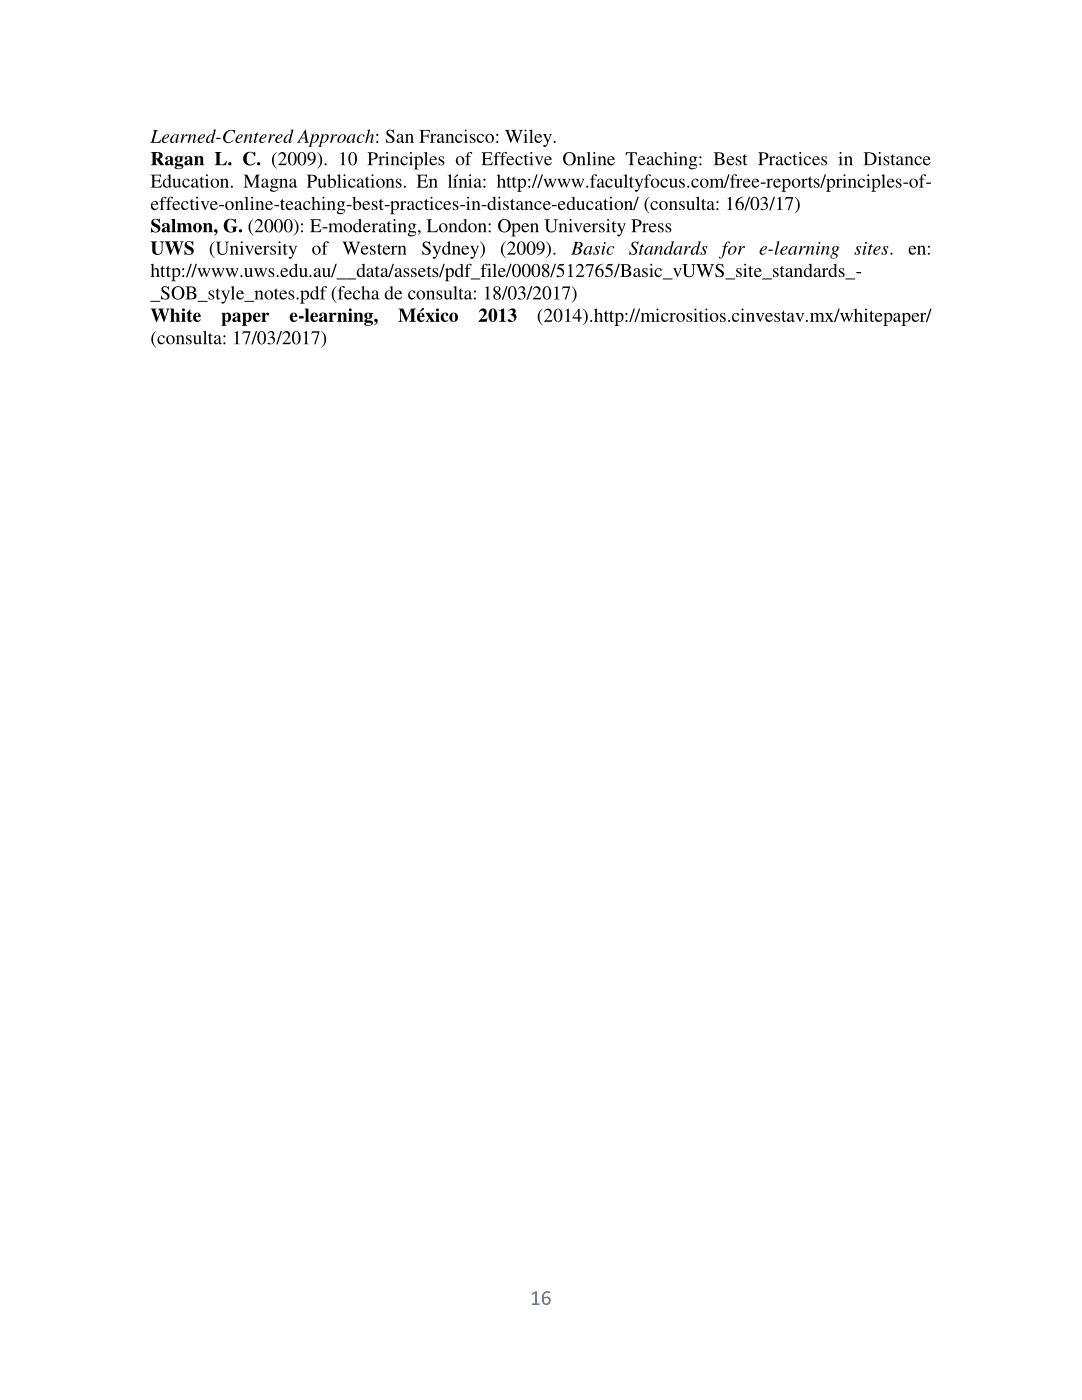 Learned-Centered Approach: San Francisco: Wiley.
Ragan L. C. (2009). 10 Principles of Effective Online Teaching: Best Practices in Distance
Education. Magna Publications. En línia: http://www.facultyfocus.com/free-reports/principles-of-
effective-online-teaching-best-practices-in-distance-education/ (consulta: 16/03/17)
Salmon, G. (2000): E-moderating, London: Open University Press
UWS (University of Western Sydney) (2009). Basic Standards for e-learning sites. en:
http://www.uws.edu.au/__data/assets/pdf_file/0008/512765/Basic_vUWS_site_standards_-
_SOB_style_notes.pdf (fecha de consulta: 18/03/2017)
White paper e-learning, México 2013 (2014).http://micrositios.cinvestav.mx/whitepaper/
(consulta: 17/03/2017)
16